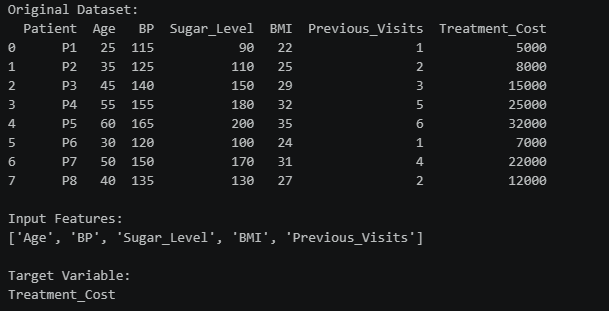 Original Dataset:
Patient Age BP Sugar_Level BMI Previous_Visits Treatment_Cost
0 P1 25 115 90 22 1 5000
1 P2 35 125 110 25 2 8000
2 P3 45 140 150 29 3 15000
3 P4 55 155 180 32 5 25000
4 P5 60 165 200 35 6 32000
5 P6 30 120 100 24 1 7000
6 P7 50 150 170 31 4 22000
7 P8 40 135 130 27 2 12000
Input Features:
['Age', 'BP', 'Sugar_Level', 'BMI', 'Previous_Visits']
Target Variable:
Treatment_Cost